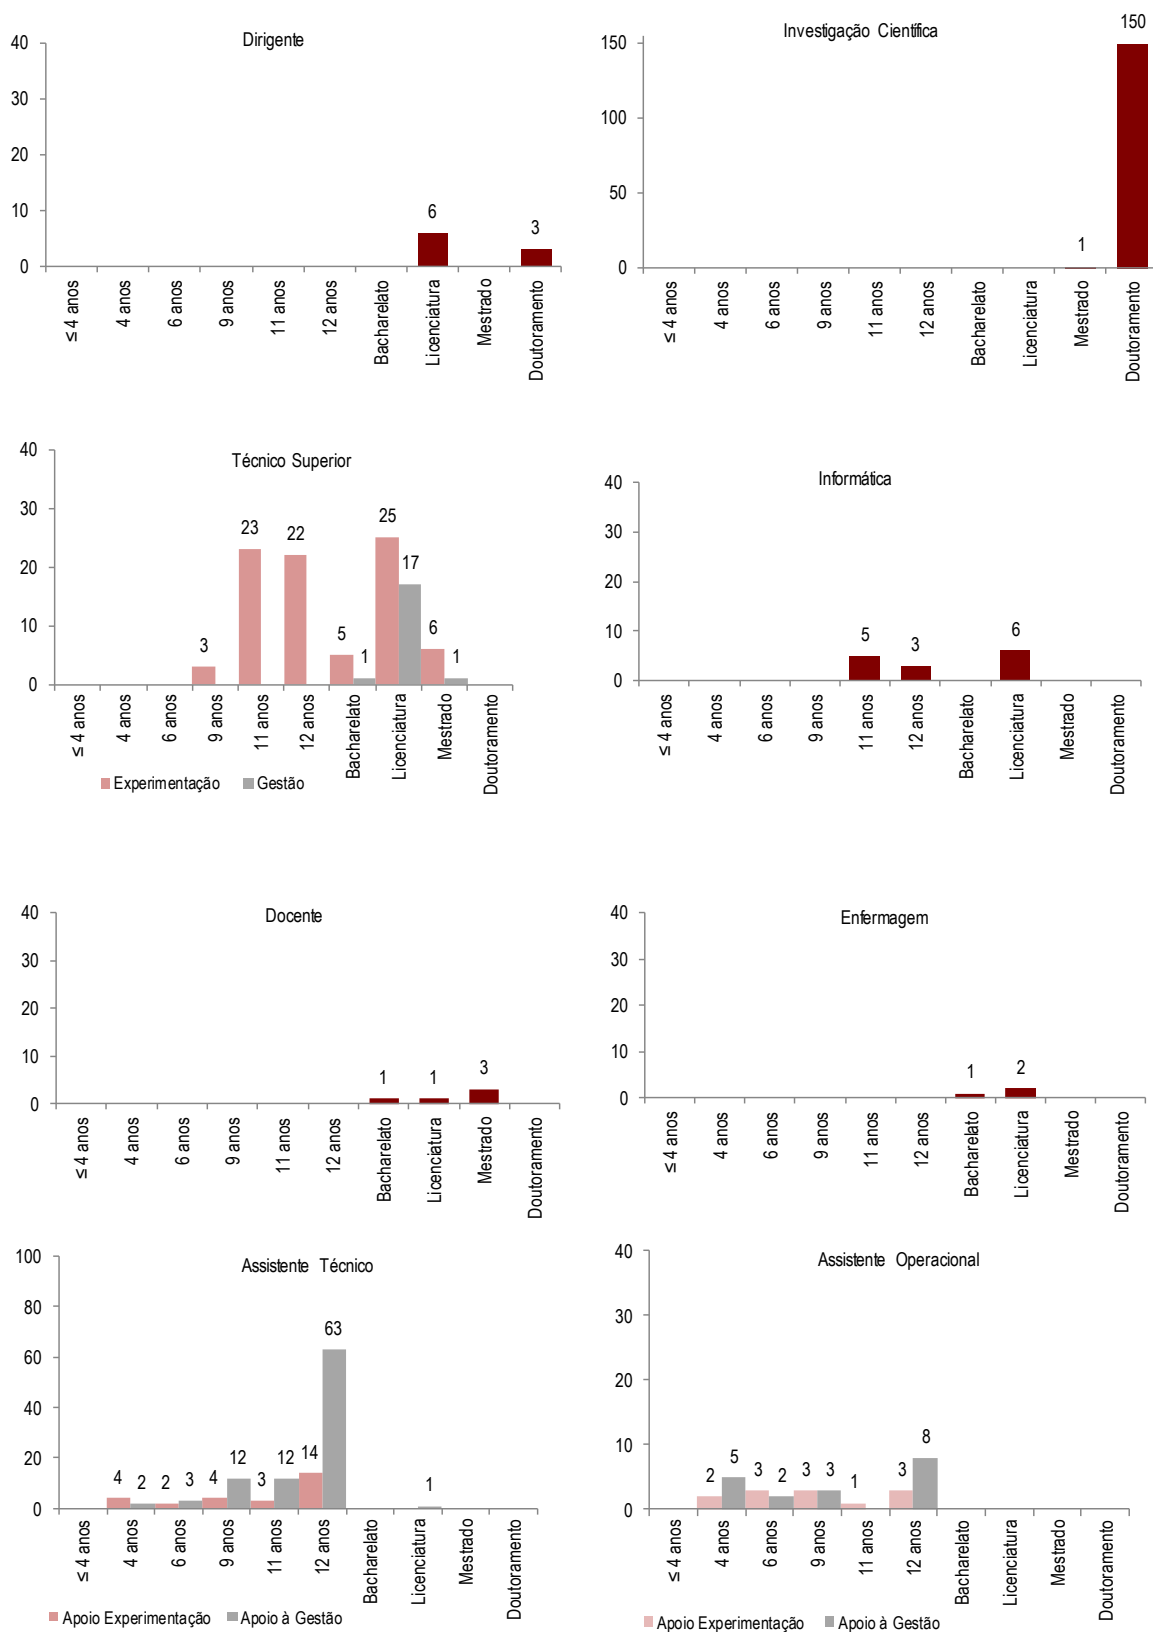 Dirigente
40
30
20
10
0
6
3
≤ 4 anos
4 anos
6 anos
9 anos
11 anos
12 anos
Bacharelato
Licenciatura
Mestrado
Doutoramento
Investigação Científica
150
100
50
0
1
150
≤ 4 anos
4 anos
6 anos
9 anos
11 anos
12 anos
Bacharelato
Licenciatura
Mestrado
Doutoramento
Técnico Superior
40
30
20
10
0
3
23
22
5
1
25
17
6
1
≤ 4 anos
4 anos
6 anos
9 anos
11 anos
12 anos
Bacharelato
Licenciatura
Mestrado
Doutoramento
Experimentação Gestão
Informática
40
30
20
10
0
5
3
6
≤ 4 anos
4 anos
6 anos
9 anos
11 anos
12 anos
Bacharelato
Licenciatura
Mestrado
Doutoramento
Docente
40
30
20
10
0
1
1
3
≤ 4 anos
4 anos
6 anos
9 anos
11 anos
12 anos
Bacharelato
Licenciatura
Mestrado
Doutoramento
Enfermagem
40
30
20
10
0
1
2
≤ 4 anos
4 anos
6 anos
9 anos
11 anos
12 anos
Bacharelato
Licenciatura
Mestrado
Doutoramento
Assistente Técnico
100
80
60
40
20
0
4
2
2
3
4
12
3
12
14
63
1
≤ 4 anos
4 anos
6 anos
9 anos
11 anos
12 anos
Bacharelato
Licenciatura
Mestrado
Doutoramento
Apoio Experimentação Apoio à Gestão
Assistente Operacional
40
30
20
10
0
2
5
3
2
3
3
1
3
8
≤ 4 anos
4 anos
6 anos
9 anos
11 anos
12 anos
Bacharelato
Licenciatura
Mestrado
Doutoramento
Apoio Experimentação Apoio à Gestão